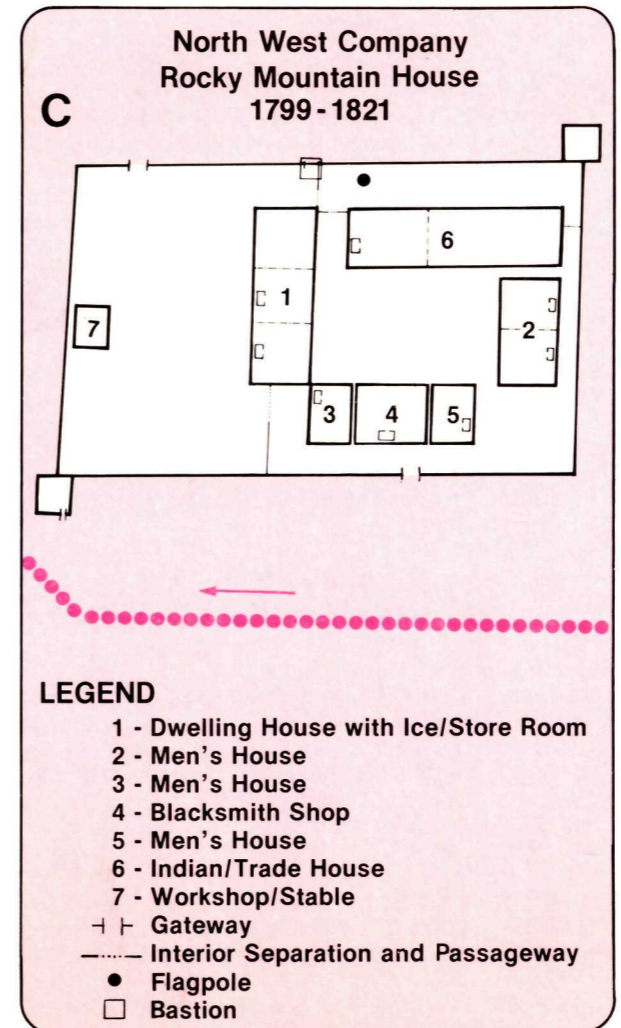 North West Company
Rocky Mountain House
1799-1821
C
6
1
2
7
3
4
5
LEGEND
1 - Dwelling House with Ice/Store Room
2 - Men's House
3 - Men's House
4 - Blacksmith Shop
5 - Men's House
6 - Indian/Trade House
7 - Workshop/Stable
Gateway
Interior Separation and Passageway
Flagpole
Bastion